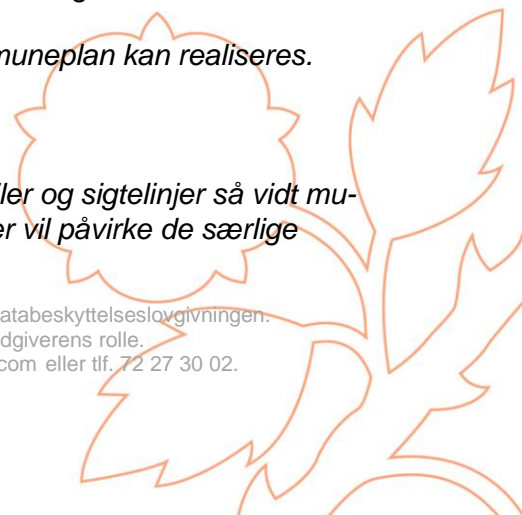 muneplan kan realiseres.
ller og sigtelinjer så vidt mu-
er vil påvirke de særlige
atabeskyttelseslovgivningen.
dgiverens rolle.
com eller tlf. 72 27 30 02.